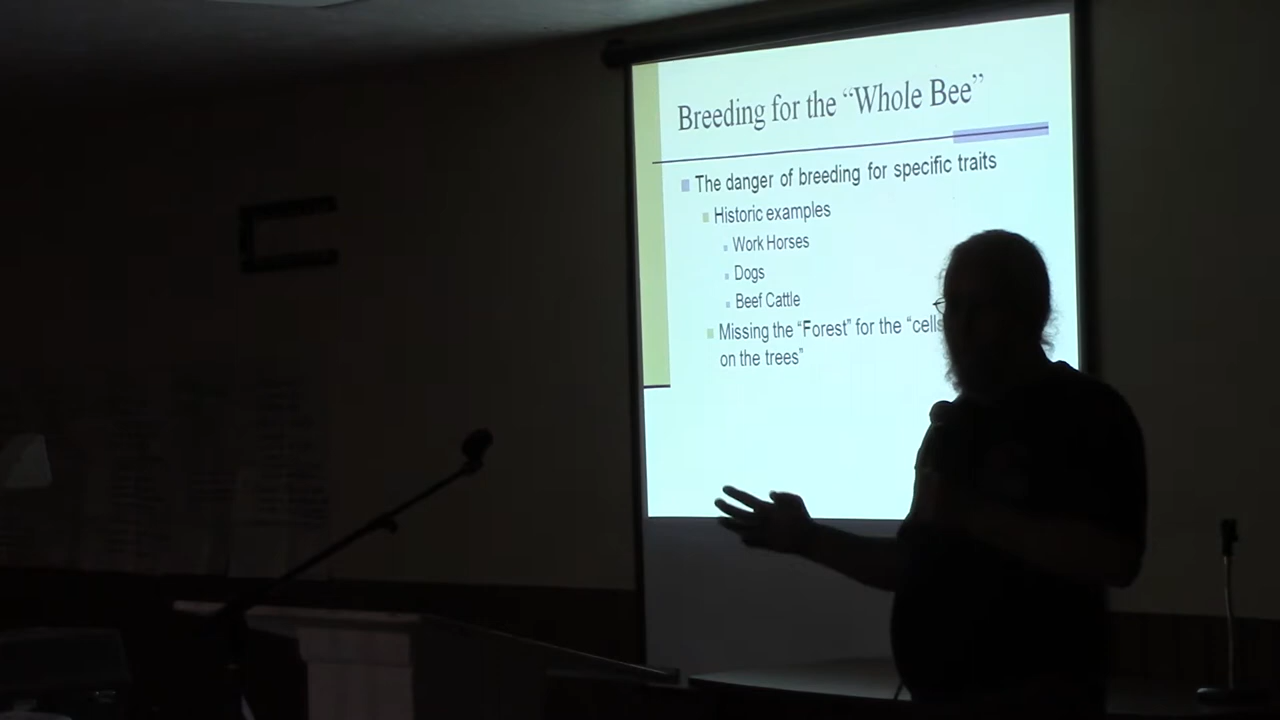 Breeding for the “Whole Bee”
The danger of breeding for specific traits
Historic examples
Work Horses
Dogs
Beef Cattle
Missing the “Forest” for the “cells
on the trees”